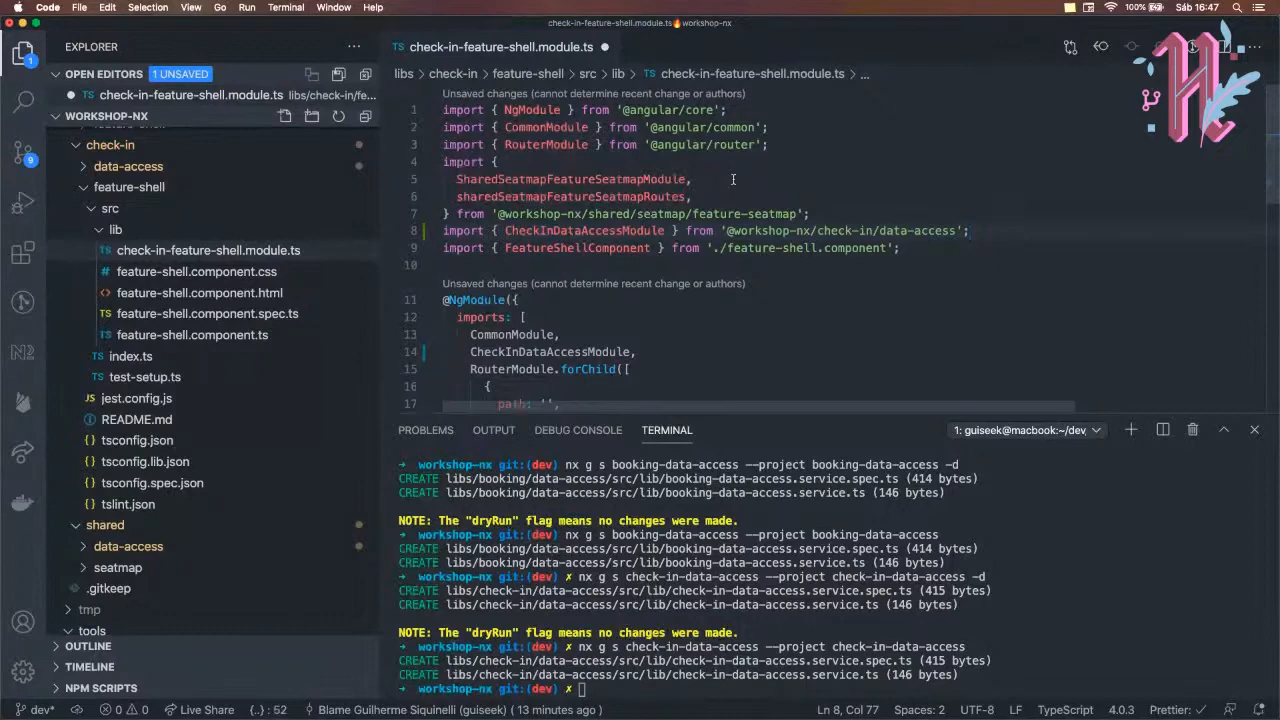 Code File Edit Selection View Go Run Terminal Window Help 100% Sáb 16:47
check-in-feature-shell.module.ts workshop-nx
EXPLORER
check-in-feature-shell.module.ts
OPEN EDITORS 1 UNSAVED
check-in-feature-shell.module.ts libs/check-in/fe...
WORKSHOP-NX
check-in
data-access
feature-shell
src
lib
check-in-feature-shell.module.ts
feature-shell.component.css
feature-shell.component.html
feature-shell.component.spec.ts
feature-shell.component.ts
index.ts
test-setup.ts
jest.config.js
README.md
tsconfig.json
tsconfig.lib.json
tsconfig.spec.json
tslint.json
shared
data-access
seatmap
.gitkeep
tmp
tools
OUTLINE
TIMELINE
NPM SCRIPTS
libs > check-in > feature-shell > src > lib > TS check-in-feature-shell.module.ts > ...
Unsaved changes (cannot determine recent change or authors)
1 import { NgModule } from '@angular/core';
2 import { CommonModule } from '@angular/common';
3 import { RouterModule } from '@angular/router';
4 import {
5 SharedSeatmapFeatureSeatmapModule,
6 sharedSeatmapFeatureSeatmapRoutes,
7 } from '@workshop-nx/shared/seatmap/feature-seatmap';
8 import { CheckInDataAccessModule } from '@workshop-nx/check-in/data-access';
9 import { FeatureShellComponent } from './feature-shell.component';
10
Unsaved changes (cannot determine recent change or authors)
11 @NgModule({
12 imports: [
13 CommonModule,
14 CheckInDataAccessModule,
15 RouterModule.forChild([
16 {
17 path: '',
PROBLEMS OUTPUT DEBUG CONSOLE TERMINAL 1: guiseek@macbook:~/dev,
➜ workshop-nx git:(dev) nx g s booking-data-access --project booking-data-access -d
CREATE libs/booking/data-access/src/lib/booking-data-access.service.spec.ts (414 bytes)
CREATE libs/booking/data-access/src/lib/booking-data-access.service.ts (146 bytes)
NOTE: The "dryRun" flag means no changes were made.
➜ workshop-nx git:(dev) nx g s booking-data-access --project booking-data-access
CREATE libs/booking/data-access/src/lib/booking-data-access.service.spec.ts (414 bytes)
CREATE libs/booking/data-access/src/lib/booking-data-access.service.ts (146 bytes)
➜ workshop-nx git:(dev) ✗ nx g s check-in-data-access --project check-in-data-access -d
CREATE libs/check-in/data-access/src/lib/check-in-data-access.service.spec.ts (415 bytes)
CREATE libs/check-in/data-access/src/lib/check-in-data-access.service.ts (146 bytes)
NOTE: The "dryRun" flag means no changes were made.
➜ workshop-nx git:(dev) ✗ nx g s check-in-data-access --project check-in-data-access
CREATE libs/check-in/data-access/src/lib/check-in-data-access.service.spec.ts (415 bytes)
CREATE libs/check-in/data-access/src/lib/check-in-data-access.service.ts (146 bytes)
➜ workshop-nx git:(dev) ✗
dev* 0 0 Live Share {..} : 52 Blame Guilherme Siquinelli (guiseek) ( 13 minutes ago ) Ln 8, Col 77 Spaces: 2 UTF-8 LF TypeScript 4.0.3 Prettier: ✓